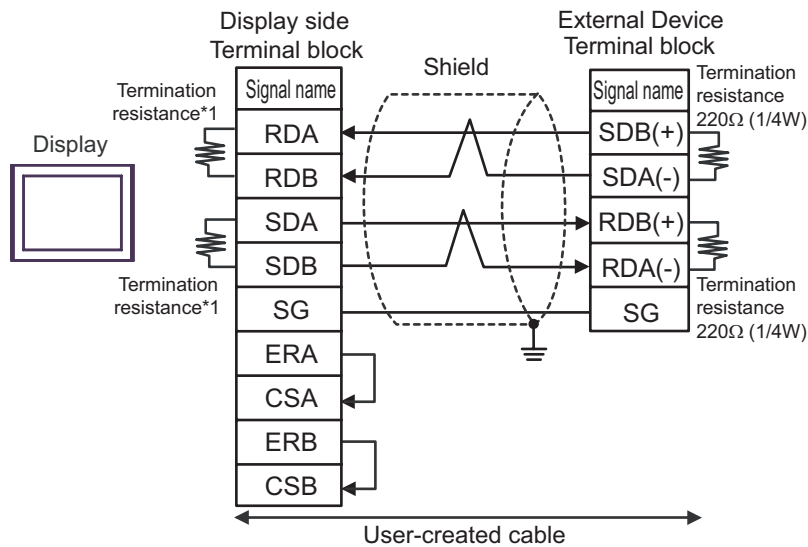 Display side
Terminal block
External Device
Terminal block
Shield
Termination
resistance*1
Display
Termination
resistance*1
Signal name
RDA
RDB
SDA
SDB
SG
ERA
CSA
ERB
CSB
Signal name
SDB(+)
SDA(-)
RDB(+)
RDA(-)
SG
Termination
resistance
220Ω (1/4W)
Termination
resistance
220Ω (1/4W)
User-created cable